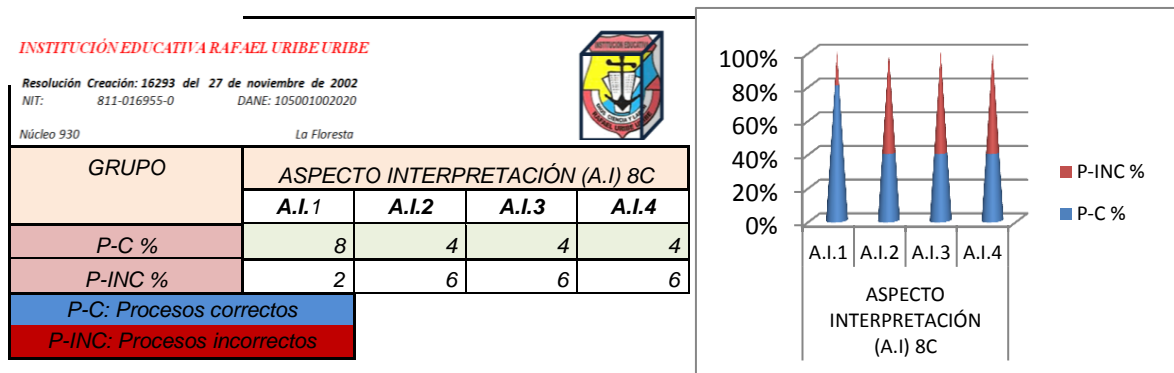 INSTITUCIÓN EDUCATIVA RAFAEL URIBE URIBE
Resolución Creación: 16293 del 27 de noviembre de 2002
NIT: 811-016955-0 DANE: 105001002020
Núcleo 930 La Floresta
GRUPO
ASPECTO INTERPRETACIÓN (A.I) 8C
A.I.1 A.I.2 A.I.3 A.I.4
P-C % 8 4 4 4
P-INC % 2 6 6 6
P-C: Procesos correctos
P-INC: Procesos incorrectos
100%
80%
60%
40%
20%
0%
A.I.1 A.I.2 A.I.3 A.I.4
ASPECTO
INTERPRETACIÓN
(A.I) 8C
P-INC %
P-C %
RAFAEL URIBE URIBE